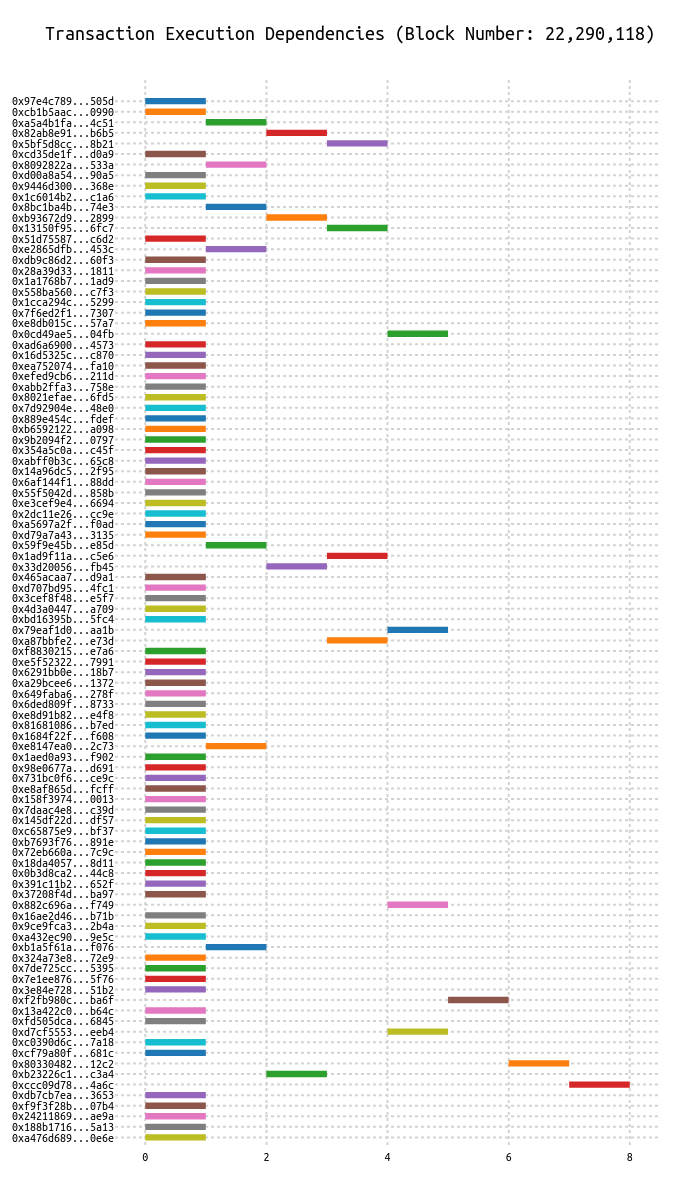 Transaction Execution Dependencies (Block Number: 22,290,118)
0x97e4c789...505d
0xcb1b5aac...0990
0xa5a4b1fa...4c51
0x82ab8e91...b6b5
0x5bf5d8cc...8b21
0xcd35de1f...d0a9
0x8092822a...533a
0xd00a8a54...90a5
0x9446d300...368e
0x1c6014b2...c1a6
0x8bc1ba4b...74e3
0xb93672d9...2899
0x13150f95...6fc7
0x51d75587...c6d2
0xe2865dfb...453c
0xdb9c86d2...60f3
0x28a39d33...1811
0x1a1768b7...1ad9
0x558ba560...c7f3
0x1cca294c...5299
0x7f6ed2f1...7307
0xe8db015c...57a7
0x0cd49ae5...04fb
0xad6a6900...4573
0x16d5325c...c870
0xea752074...fa10
0xefed9cb6...211d
0xabb2ffa3...758e
0x8021efae...6fd5
0x7d92904e...48e0
0x889e454c...fdef
0xb6592122...a098
0x9b2094f2...0797
0x354a5c0a...c45f
0xabff0b3c...65c8
0x14a96dc5...2f95
0x6af144f1...88dd
0x55f5042d...858b
0xe3cef9e4...6694
0x2dc11e26...cc9e
0xa5697a2f...f0ad
0xd79a7a43...3135
0x59f9e45b...e85d
0x1ad9f11a...c5e6
0x33d20056...fb45
0x465acaa7...d9a1
0xd707bd95...4fc1
0x3cef8f48...e5f7
0x4d3a0447...a709
0xbd16395b...5fc4
0x79eaf1d0...aa1b
0xa87bbfe2...e73d
0xf8830215...e7a6
0xe5f52322...7991
0x6291bb0e...18b7
0xa29bcee6...1372
0x649faba6...278f
0x6ded809f...8733
0xe8d91b82...e4f8
0x81681086...b7ed
0x1684f22f...f608
0xe8147ea0...2c73
0x1aed0a93...f902
0x98e0677a...d691
0x731bc0f6...ce9c
0xe8af865d...fcff
0x158f3974...0013
0x7daac4e8...c39d
0x145df22d...df57
0xc65875e9...bf37
0xb7693f76...891e
0x72eb660a...7c9c
0x18da4057...8d11
0x0b3d8ca2...44c8
0x391c11b2...652f
0x37208f4d...ba97
0x882c696a...f749
0x16ae2d46...b71b
0x9ce9fca3...2b4a
0xa432ec90...9e5c
0xb1a5f61a...f076
0x324a73e8...72e9
0x7de725cc...5395
0x7e1ee876...5f76
0x3e84e728...51b2
0xf2fb980c...ba6f
0x13a422c0...b64c
0xfd505dca...6845
0xd7cf5553...eeb4
0xc0390d6c...7a18
0xcf79a80f...681c
0x80330482...12c2
0xb23226c1...c3a4
0xccc09d78...4a6c
0xdb7cb7ea...3653
0xf9f3f28b...07b4
0x24211869...ae9a
0x188b1716...5a13
0xa476d689...0e6e
0 2 4 6 8